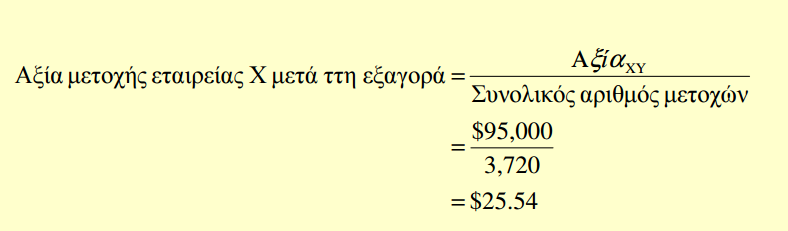 Αξία μετοχής εταιρείας Χ μετά ττη εξαγορά = Αξία_XY / Συνολικός αριθμός μετοχών
= $95,000 / 3,720
= $25.54